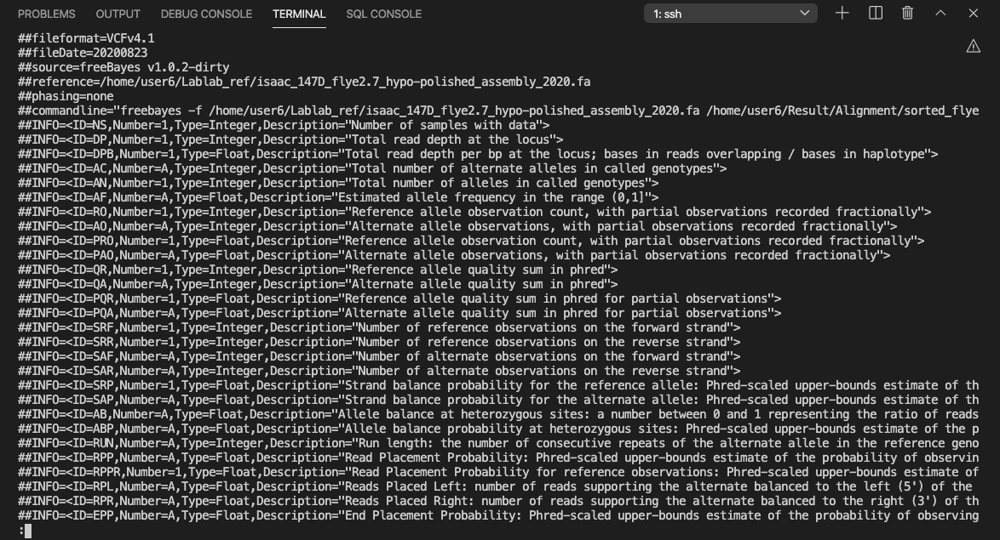 PROBLEMS OUTPUT DEBUG CONSOLE TERMINAL SQL CONSOLE 1: ssh
##fileformat=VCFv4.1
##fileDate=20200823
##source=freeBayes v1.0.2-dirty
##reference=/home/user6/Lablab_ref/isaac_147D_flye2.7_hypo-polished_assembly_2020.fa
##phasing=none
##commandline="freebayes -f /home/user6/Lablab_ref/isaac_147D_flye2.7_hypo-polished_assembly_2020.fa /home/user6/Result/Alignment/sorted_flye
##INFO=<ID=NS,Number=1,Type=Integer,Description="Number of samples with data">
##INFO=<ID=DP,Number=1,Type=Integer,Description="Total read depth at the locus">
##INFO=<ID=DPB,Number=1,Type=Float,Description="Total read depth per bp at the locus; bases in reads overlapping / bases in haplotype">
##INFO=<ID=AC,Number=A,Type=Integer,Description="Total number of alternate alleles in called genotypes">
##INFO=<ID=AN,Number=1,Type=Integer,Description="Total number of alleles in called genotypes">
##INFO=<ID=AF,Number=A,Type=Float,Description="Estimated allele frequency in the range (0,1]">
##INFO=<ID=RO,Number=1,Type=Integer,Description="Reference allele observation count, with partial observations recorded fractionally">
##INFO=<ID=AO,Number=A,Type=Integer,Description="Alternate allele observations, with partial observations recorded fractionally">
##INFO=<ID=PRO,Number=1,Type=Float,Description="Reference allele observation count, with partial observations recorded fractionally">
##INFO=<ID=PAO,Number=A,Type=Float,Description="Alternate allele observations, with partial observations recorded fractionally">
##INFO=<ID=QR,Number=1,Type=Integer,Description="Reference allele quality sum in phred">
##INFO=<ID=QA,Number=A,Type=Integer,Description="Alternate allele quality sum in phred">
##INFO=<ID=PQR,Number=1,Type=Float,Description="Reference allele quality sum in phred for partial observations">
##INFO=<ID=PQA,Number=A,Type=Float,Description="Alternate allele quality sum in phred for partial observations">
##INFO=<ID=SRF,Number=1,Type=Integer,Description="Number of reference observations on the forward strand">
##INFO=<ID=SRR,Number=1,Type=Integer,Description="Number of reference observations on the reverse strand">
##INFO=<ID=SAF,Number=A,Type=Integer,Description="Number of alternate observations on the forward strand">
##INFO=<ID=SAR,Number=A,Type=Integer,Description="Number of alternate observations on the reverse strand">
##INFO=<ID=SRP,Number=1,Type=Float,Description="Strand balance probability for the reference allele: Phred-scaled upper-bounds estimate of th
##INFO=<ID=SAP,Number=A,Type=Float,Description="Strand balance probability for the alternate allele: Phred-scaled upper-bounds estimate of th
##INFO=<ID=AB,Number=A,Type=Float,Description="Allele balance at heterozygous sites: a number between 0 and 1 representing the ratio of reads
##INFO=<ID=ABP,Number=A,Type=Float,Description="Allele balance probability at heterozygous sites: Phred-scaled upper-bounds estimate of the p
##INFO=<ID=RUN,Number=A,Type=Integer,Description="Run length: the number of consecutive repeats of the alternate allele in the reference geno
##INFO=<ID=RPP,Number=A,Type=Float,Description="Read Placement Probability: Phred-scaled upper-bounds estimate of the probability of observin
##INFO=<ID=RPPR,Number=1,Type=Float,Description="Read Placement Probability for reference observations: Phred-scaled upper-bounds estimate of
##INFO=<ID=RPL,Number=A,Type=Float,Description="Reads Placed Left: number of reads supporting the alternate balanced to the left (5') of the
##INFO=<ID=RPR,Number=A,Type=Float,Description="Reads Placed Right: number of reads supporting the alternate balanced to the right (3') of th
##INFO=<ID=EPP,Number=A,Type=Float,Description="End Placement Probability: Phred-scaled upper-bounds estimate of the probability of observing
: